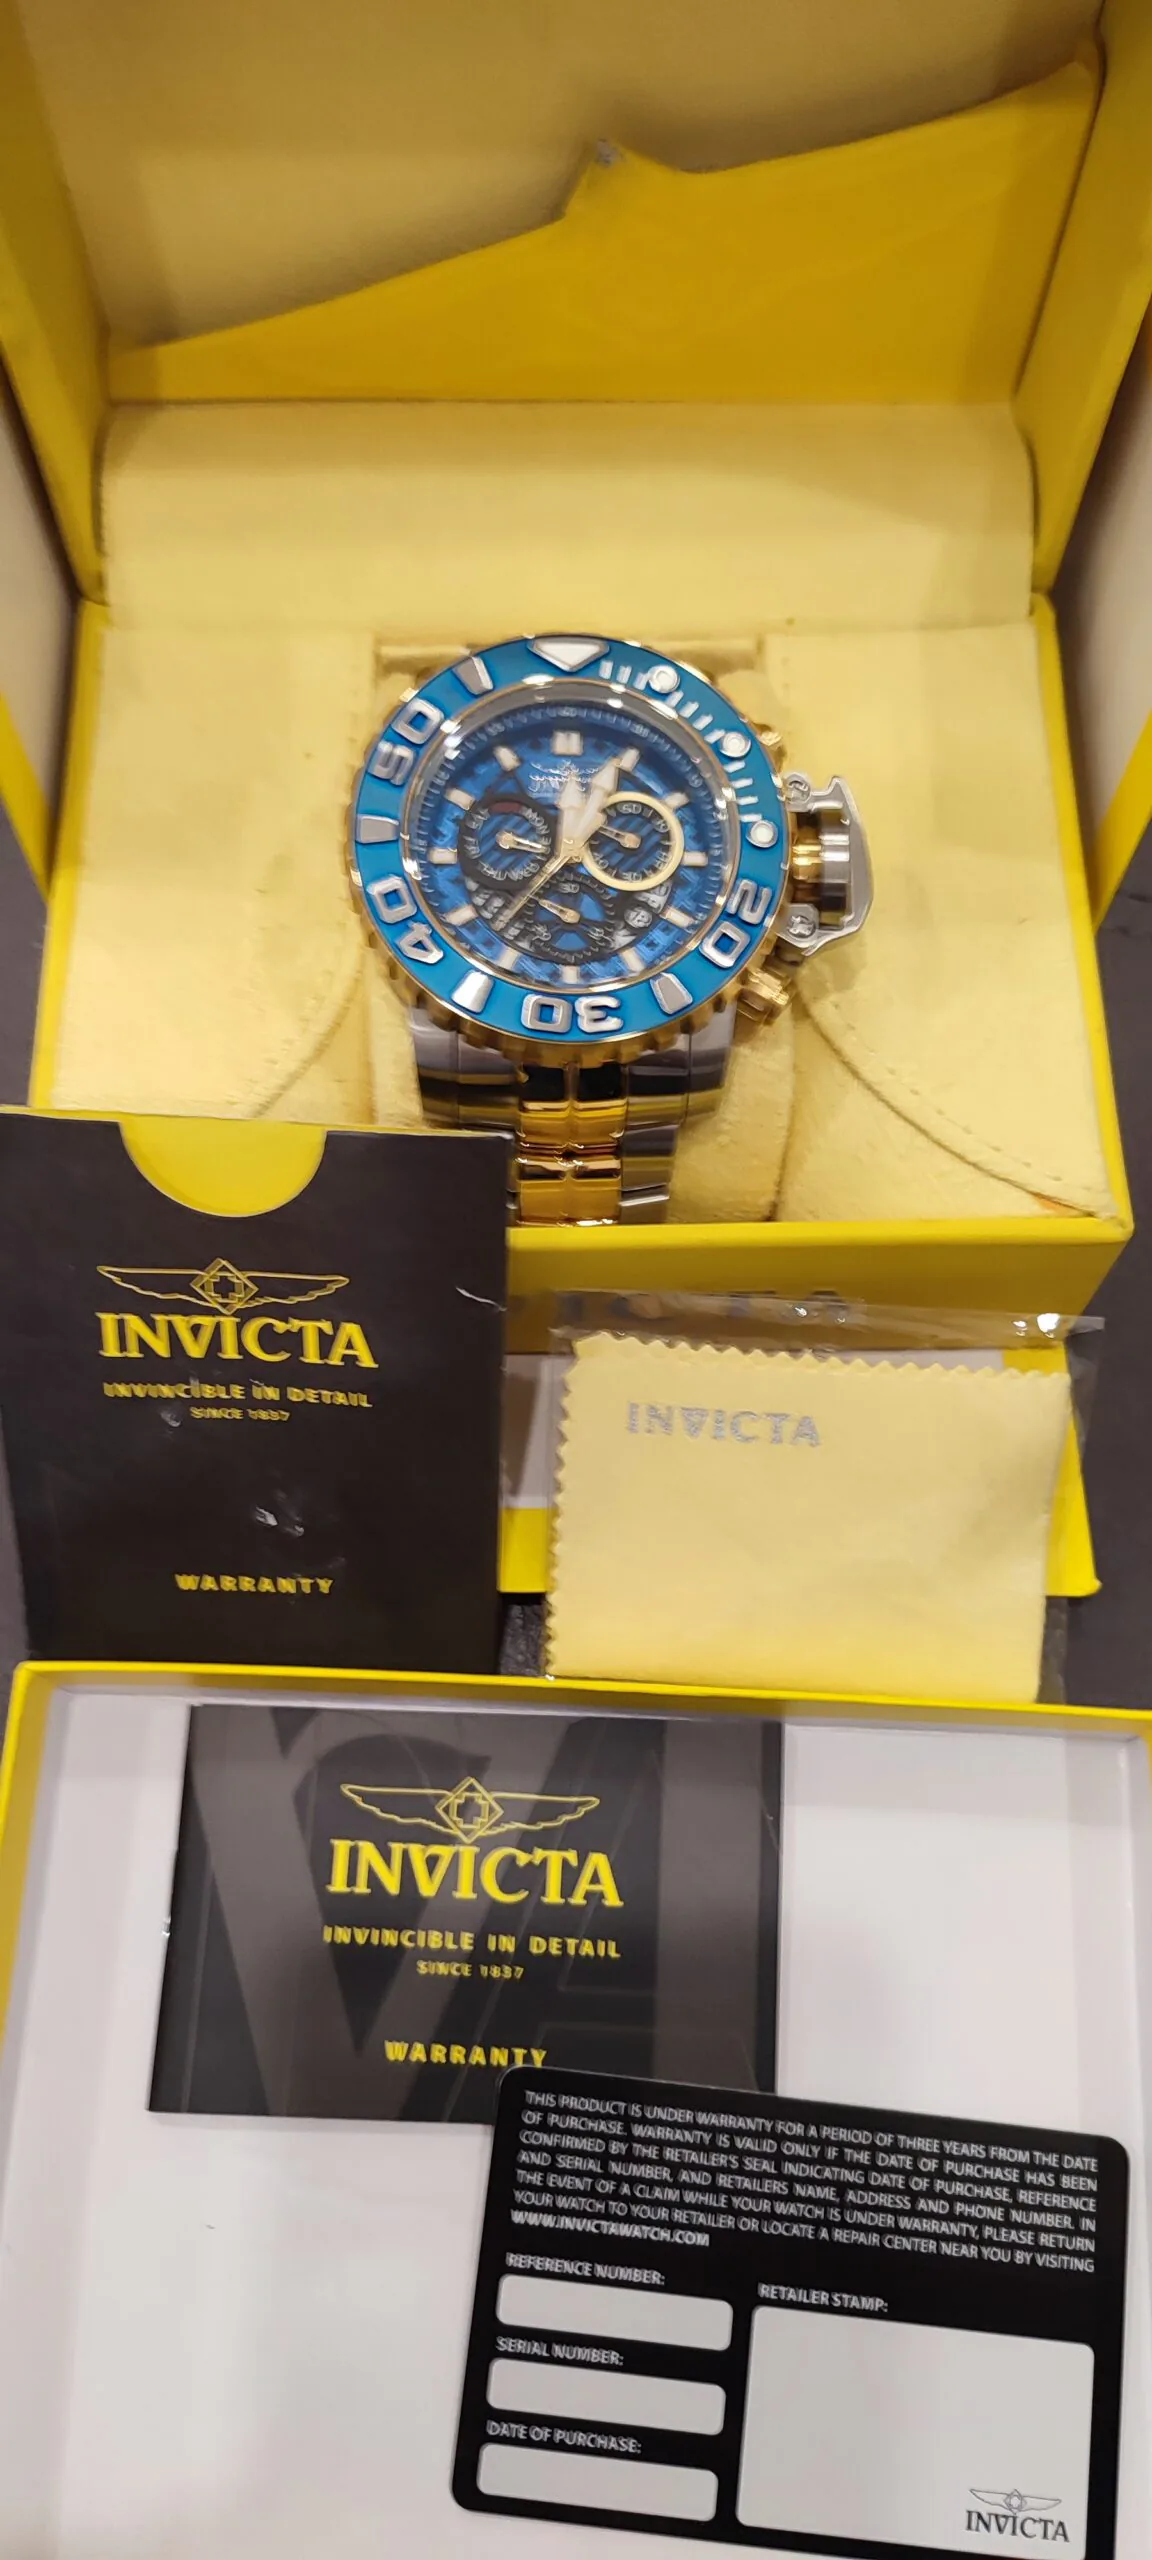 50
40
30
20
60
MON
12
INVICTA
INVINCIBLE IN DETAIL
SINCE 1837
WARRANTY
INVICTA
INVICTA
INVINCIBLE IN DETAIL
SINCE 1837
WARRANTY
THIS PRODUCT IS UNDER WARRANTY FOR A PERIOD OF THREE YEARS FROM THE DATE
OF PURCHASE. WARRANTY IS VALID ONLY IF THE DATE OF PURCHASE HAS BEEN
CONFIRMED BY THE RETAILER'S SEAL INDICATING DATE OF PURCHASE, REFERENCE
AND SERIAL NUMBER, AND RETAILERS NAME, ADDRESS AND PHONE NUMBER. IN
THE EVENT OF A CLAIM WHILE YOUR WATCH IS UNDER WARRANTY, PLEASE RETURN
YOUR WATCH TO YOUR RETAILER OR LOCATE A REPAIR CENTER NEAR YOU BY VISITING
WWW.INVICTAWATCH.COM
REFERENCE NUMBER:
RETAILER STAMP:
SERIAL NUMBER:
DATE OF PURCHASE:
INVICTA